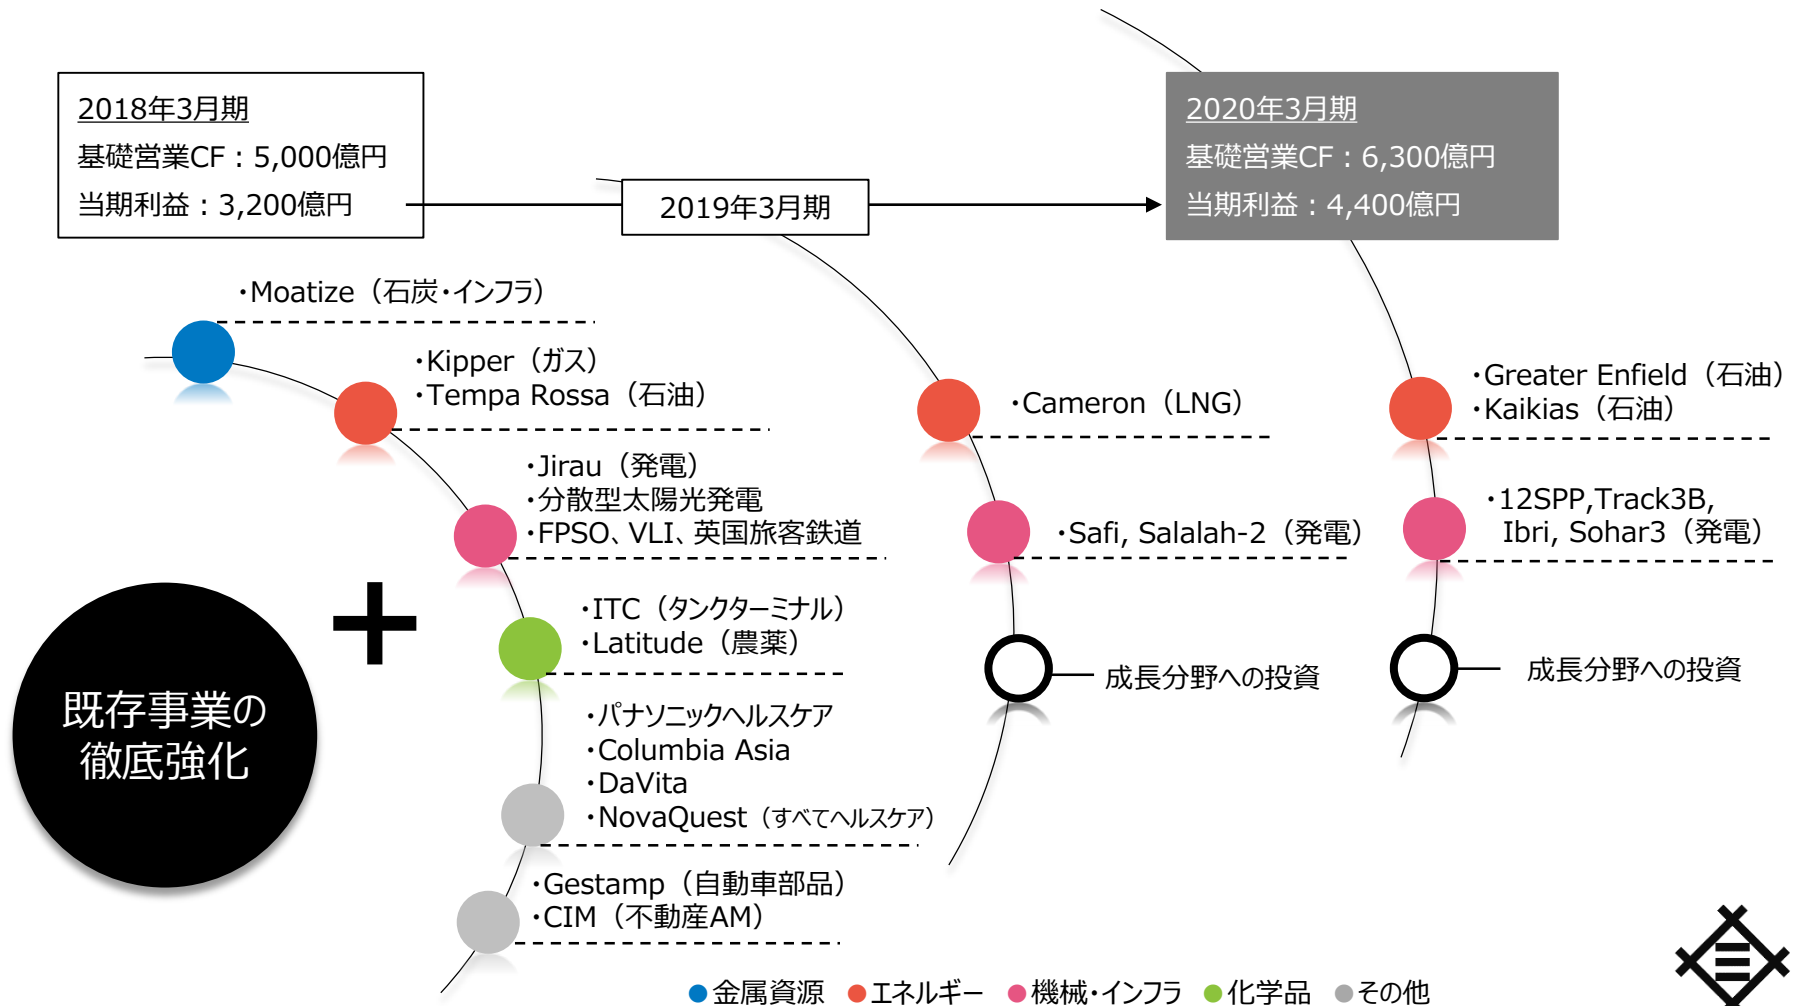 2018年3月期
基礎営業CF：5,000億円
当期利益：3,200億円
2019年3月期
2020年3月期
基礎営業CF：6,300億円
当期利益：4,400億円
・Moatize（石炭・インフラ）
・Kipper（ガス）
・Tempa Rossa（石油）
・Jirau（発電）
・分散型太陽光発電
・FPSO、VLI、英国旅客鉄道
・ITC（タンクターミナル）
・Latitude（農薬）
・パナソニックヘルスケア
・Columbia Asia
・DaVita
・NovaQuest（すべてヘルスケア）
・Gestamp（自動車部品）
・CIM（不動産AM）
既存事業の
徹底強化
+
・Cameron（LNG）
・Safi, Salalah-2（発電）
成長分野への投資
・Greater Enfield（石油）
・Kaikias（石油）
・12SPP,Track3B,
Ibri, Sohar3（発電）
成長分野への投資
金属資源 エネルギー 機械・インフラ 化学品 その他